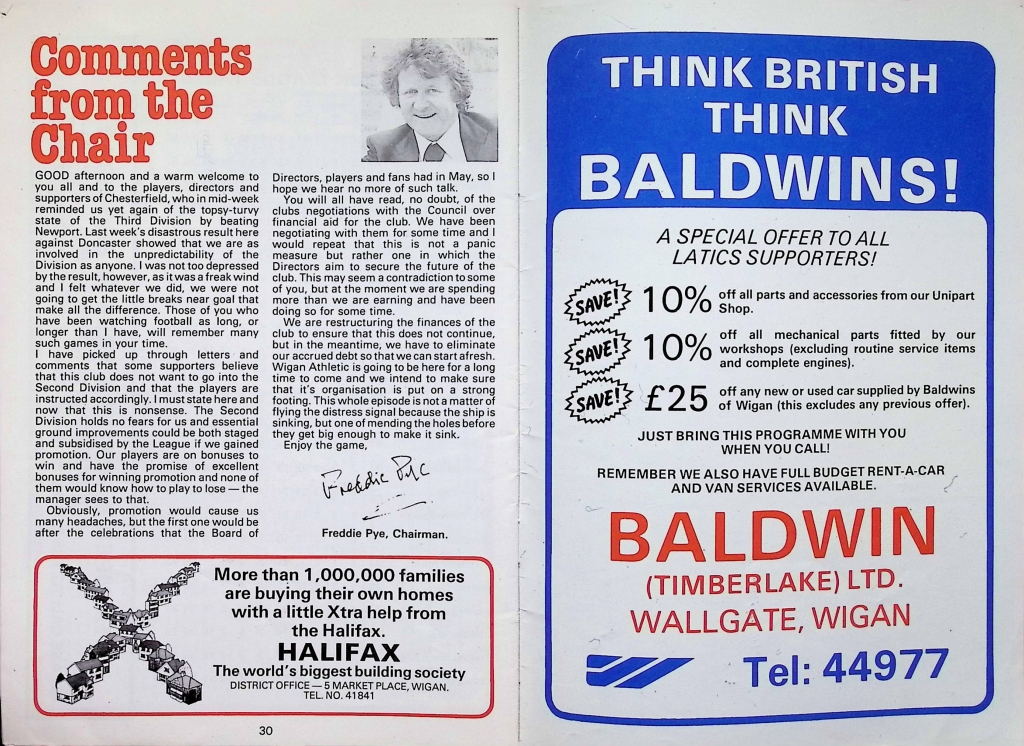 Comments
from the
Chair
GOOD afternoon and a warm welcome to
you all and to the players, directors and
supporters of Chesterfield, who in mid-week
reminded us yet again of the topsy-turvy
state of the Third Division by beating
Newport. Last week's disastrous result here
against Doncaster showed that we are as
involved in the unpredictability of the
Division as anyone. I was not too depressed
by the result, however, as it was a freak wind
and I felt whatever we did, we were not
going to get the little breaks near goal that
make all the difference. Those of you who
have been watching football as long, or
longer than I have, will remember many
such games in your time.
I have picked up through letters and
comments that some supporters believe
that this club does not want to go into the
Second Division and that the players are
instructed accordingly. I must state here and
now that this is nonsense. The Second
Division holds no fears for us and essential
ground improvements could be both staged
and subsidised by the League if we gained
promotion. Our players are on bonuses to
win and have the promise of excellent
bonuses for winning promotion and none of
them would know how to play to lose — the
manager sees to that.
Obviously, promotion would cause us
many headaches, but the first one would be
after the celebrations that the Board of
Directors, players and fans had in May, so I
hope we hear no more of such talk.
You will all have read, no doubt, of the
clubs negotiations with the Council over
financial aid for the club. We have been
negotiating with them for some time and I
would repeat that this is not a panic
measure but rather one in which the
Directors aim to secure the future of the
club. This may seem a contradiction to some
of you, but at the moment we are spending
more than we are earning and have been
doing so for some time.
We are restructuring the finances of the
club to ensure that this does not continue,
but in the meantime, we have to eliminate
our accrued debt so that we can start afresh.
Wigan Athletic is going to be here for a long
time to come and we intend to make sure
that it's organisation is put on a strong
footing. This whole episode is not a matter of
flying the distress signal because the ship is
sinking, but one of mending the holes before
they get big enough to make it sink.
Enjoy the game,
Freddie Pye
Freddie Pye, Chairman.
More than 1,000,000 families
are buying their own homes
with a little Xtra help from
the Halifax.
HALIFAX
The world's biggest building society
DISTRICT OFFICE — 5 MARKET PLACE, WIGAN.
TEL. NO. 41841
30
THINK BRITISH
THINK
BALDWINS!
A SPECIAL OFFER TO ALL
LATICS SUPPORTERS!
SAVE! 10% off all parts and accessories from our Unipart
Shop.
SAVE! 10% off all mechanical parts fitted by our
workshops (excluding routine service items
and complete engines).
SAVE! £25 off any new or used car supplied by Baldwins
of Wigan (this excludes any previous offer).
JUST BRING THIS PROGRAMME WITH YOU
WHEN YOU CALL!
REMEMBER WE ALSO HAVE FULL BUDGET RENT-A-CAR
AND VAN SERVICES AVAILABLE.
BALDWIN
(TIMBERLAKE) LTD.
WALLGATE, WIGAN
Tel: 44977